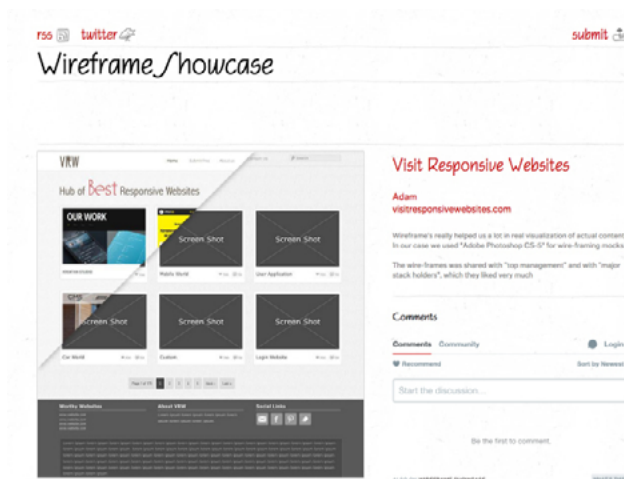 rss twitter
submit
Wireframe Showcase
VRW
Home
Search
Hub of Best Responsive Websites
OUR WORK
Screen Shot
Screen Shot
Mobile World
User Application
Screen Shot
Screen Shot
Screen Shot
Car World
Custom
Login Website
About VRW
Social Links
Visit Responsive Websites
Adam
visitresponsivewebsites.com
Wireframe's really helped us a lot in real visualization of actual content
In our case we used "Adobe Photoshop CS-5" for wire-framing mocks
The wire-frames was shared with "top management" and with "major
stack holders", which they liked very much
Comments
Comments Community
Login
Recommend
Sort by Newest
Start the discussion...
Be the first to comment.